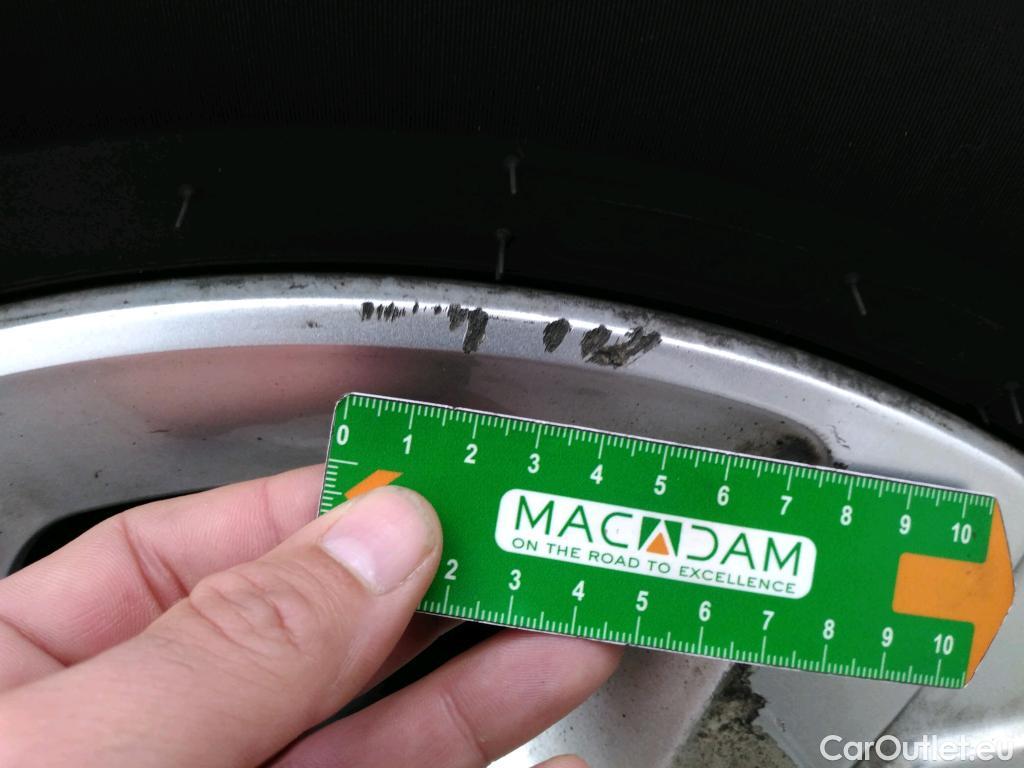 0 1 2 3 4 5 6 7 8 9 10
MACADAM
ON THE ROAD TO EXCELLENCE
2 3 4 5 6 7 8 9 10
CarOutlet.eu